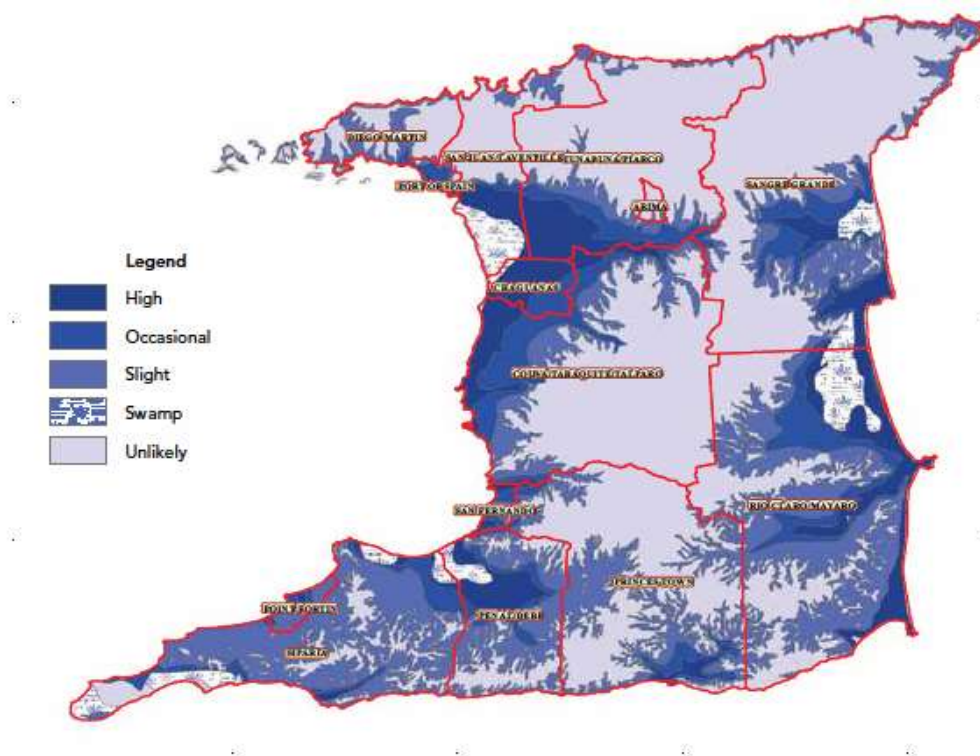 DIEGO MARTIN
SAN JUAN/LAVENTILLE
TUNAPUNA/PIARCO
PORT OF SPAIN
SANGRE GRANDE
ARIMA
Legend
High
Occasional
Slight
Swamp
Unlikely
CHAGUANAS
COUVA/TABAQUITE/TALPARO
SAN FERNANDO
RIO CLARO/MAYARO
PRINCES TOWN
POINT FORTIN
PENAL/DEBE
SIPARIA